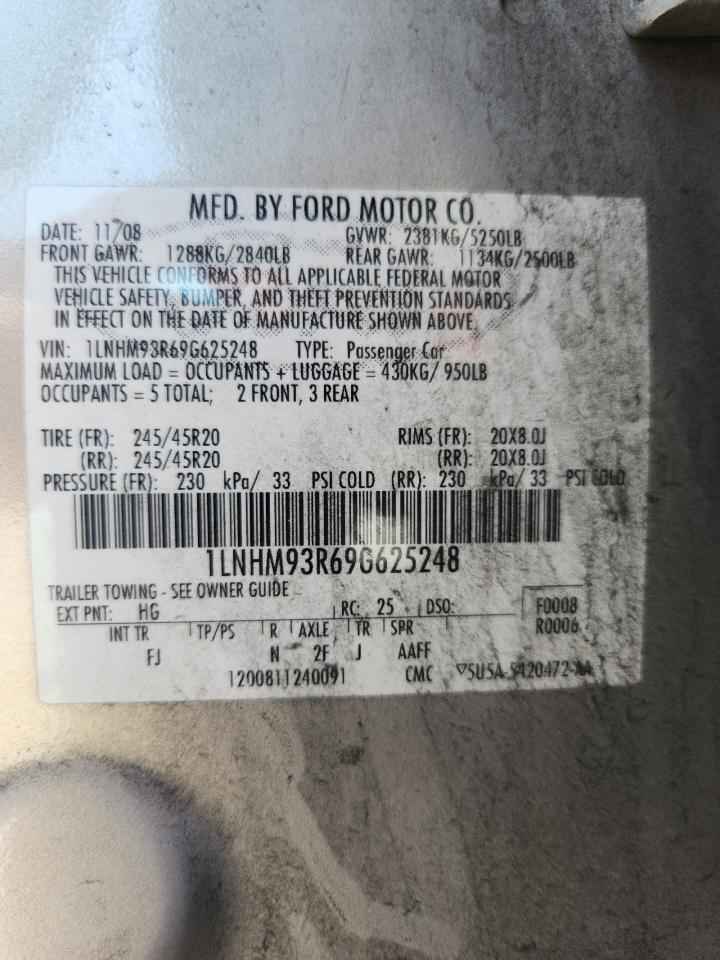 MFD. BY FORD MOTOR CO.
DATE: 11/08 GVWR: 2381KG/5250LB
FRONT GAWR: 1288KG/2840LB REAR GAWR: 1134KG/2500LB
THIS VEHICLE CONFORMS TO ALL APPLICABLE FEDERAL MOTOR
VEHICLE SAFETY, BUMPER, AND THEFT PREVENTION STANDARDS
IN EFFECT ON THE DATE OF MANUFACTURE SHOWN ABOVE.
VIN: 1LNHM93R69G625248 TYPE: Passenger Car
MAXIMUM LOAD = OCCUPANTS + LUGGAGE = 430KG/ 950LB
OCCUPANTS = 5 TOTAL; 2 FRONT, 3 REAR
TIRE (FR): 245/45R20 RIMS (FR): 20X8.0J
(RR): 245/45R20 (RR): 20X8.0J
PRESSURE (FR): 230 kPa/ 33 PSI COLD (RR): 230 kPa/ 33 PSI COLD
1LNHM93R69G625248
TRAILER TOWING - SEE OWNER GUIDE
EXT PNT: HG RC: 25 DSO: F0008
INT TR TP/PS R AXLE TR SPR R0006
FJ N 2F J AAFF
1200811240091 CMC ▽5U5A-5420472-AA